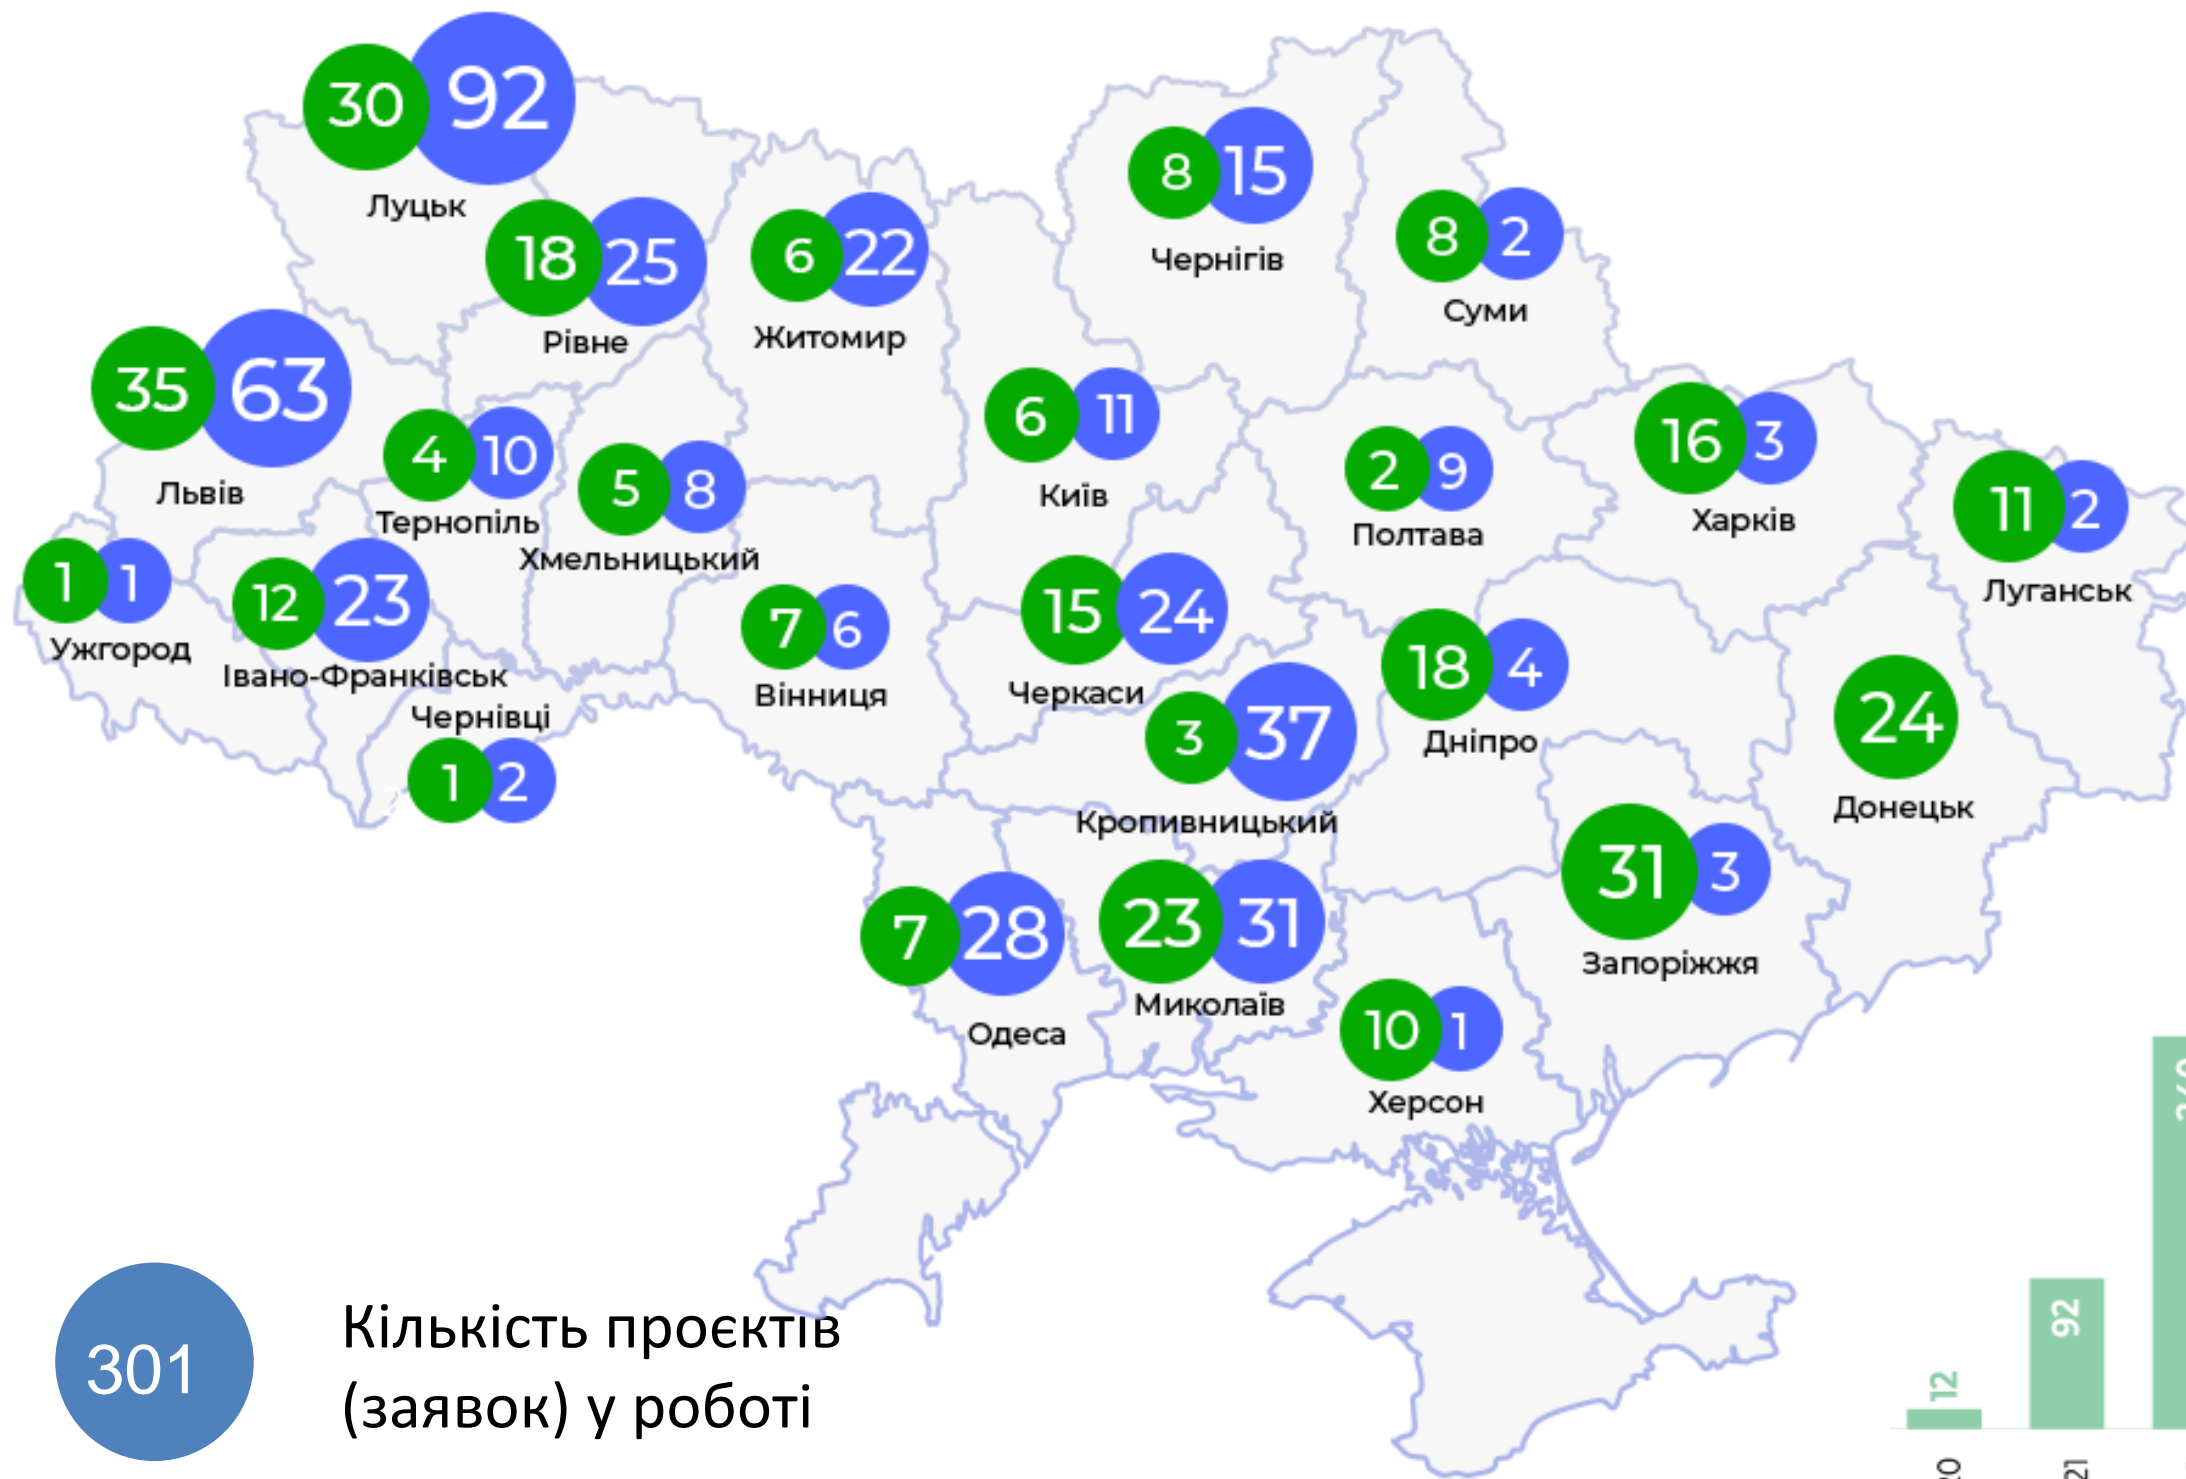 30 92
Луцьк
8 15
Чернігів
8 2
Суми
18 25
Рівне
6 22
Житомир
35 63
Львів
4 10
Тернопіль
5 8
Хмельницький
6 11
Київ
2 9
Полтава
16 3
Харків
11 2
Луганськ
1 1
Ужгород
12 23
Івано-Франківськ
Чернівці
1 2
7 6
Вінниця
15 24
Черкаси
3 37
Кропивницький
18 4
Дніпро
24
Донецьк
31 3
Запоріжжя
7 28
Одеса
23 31
Миколаїв
10 1
Херсон
301
Кількість проєктів
(заявок) у роботі
12
92